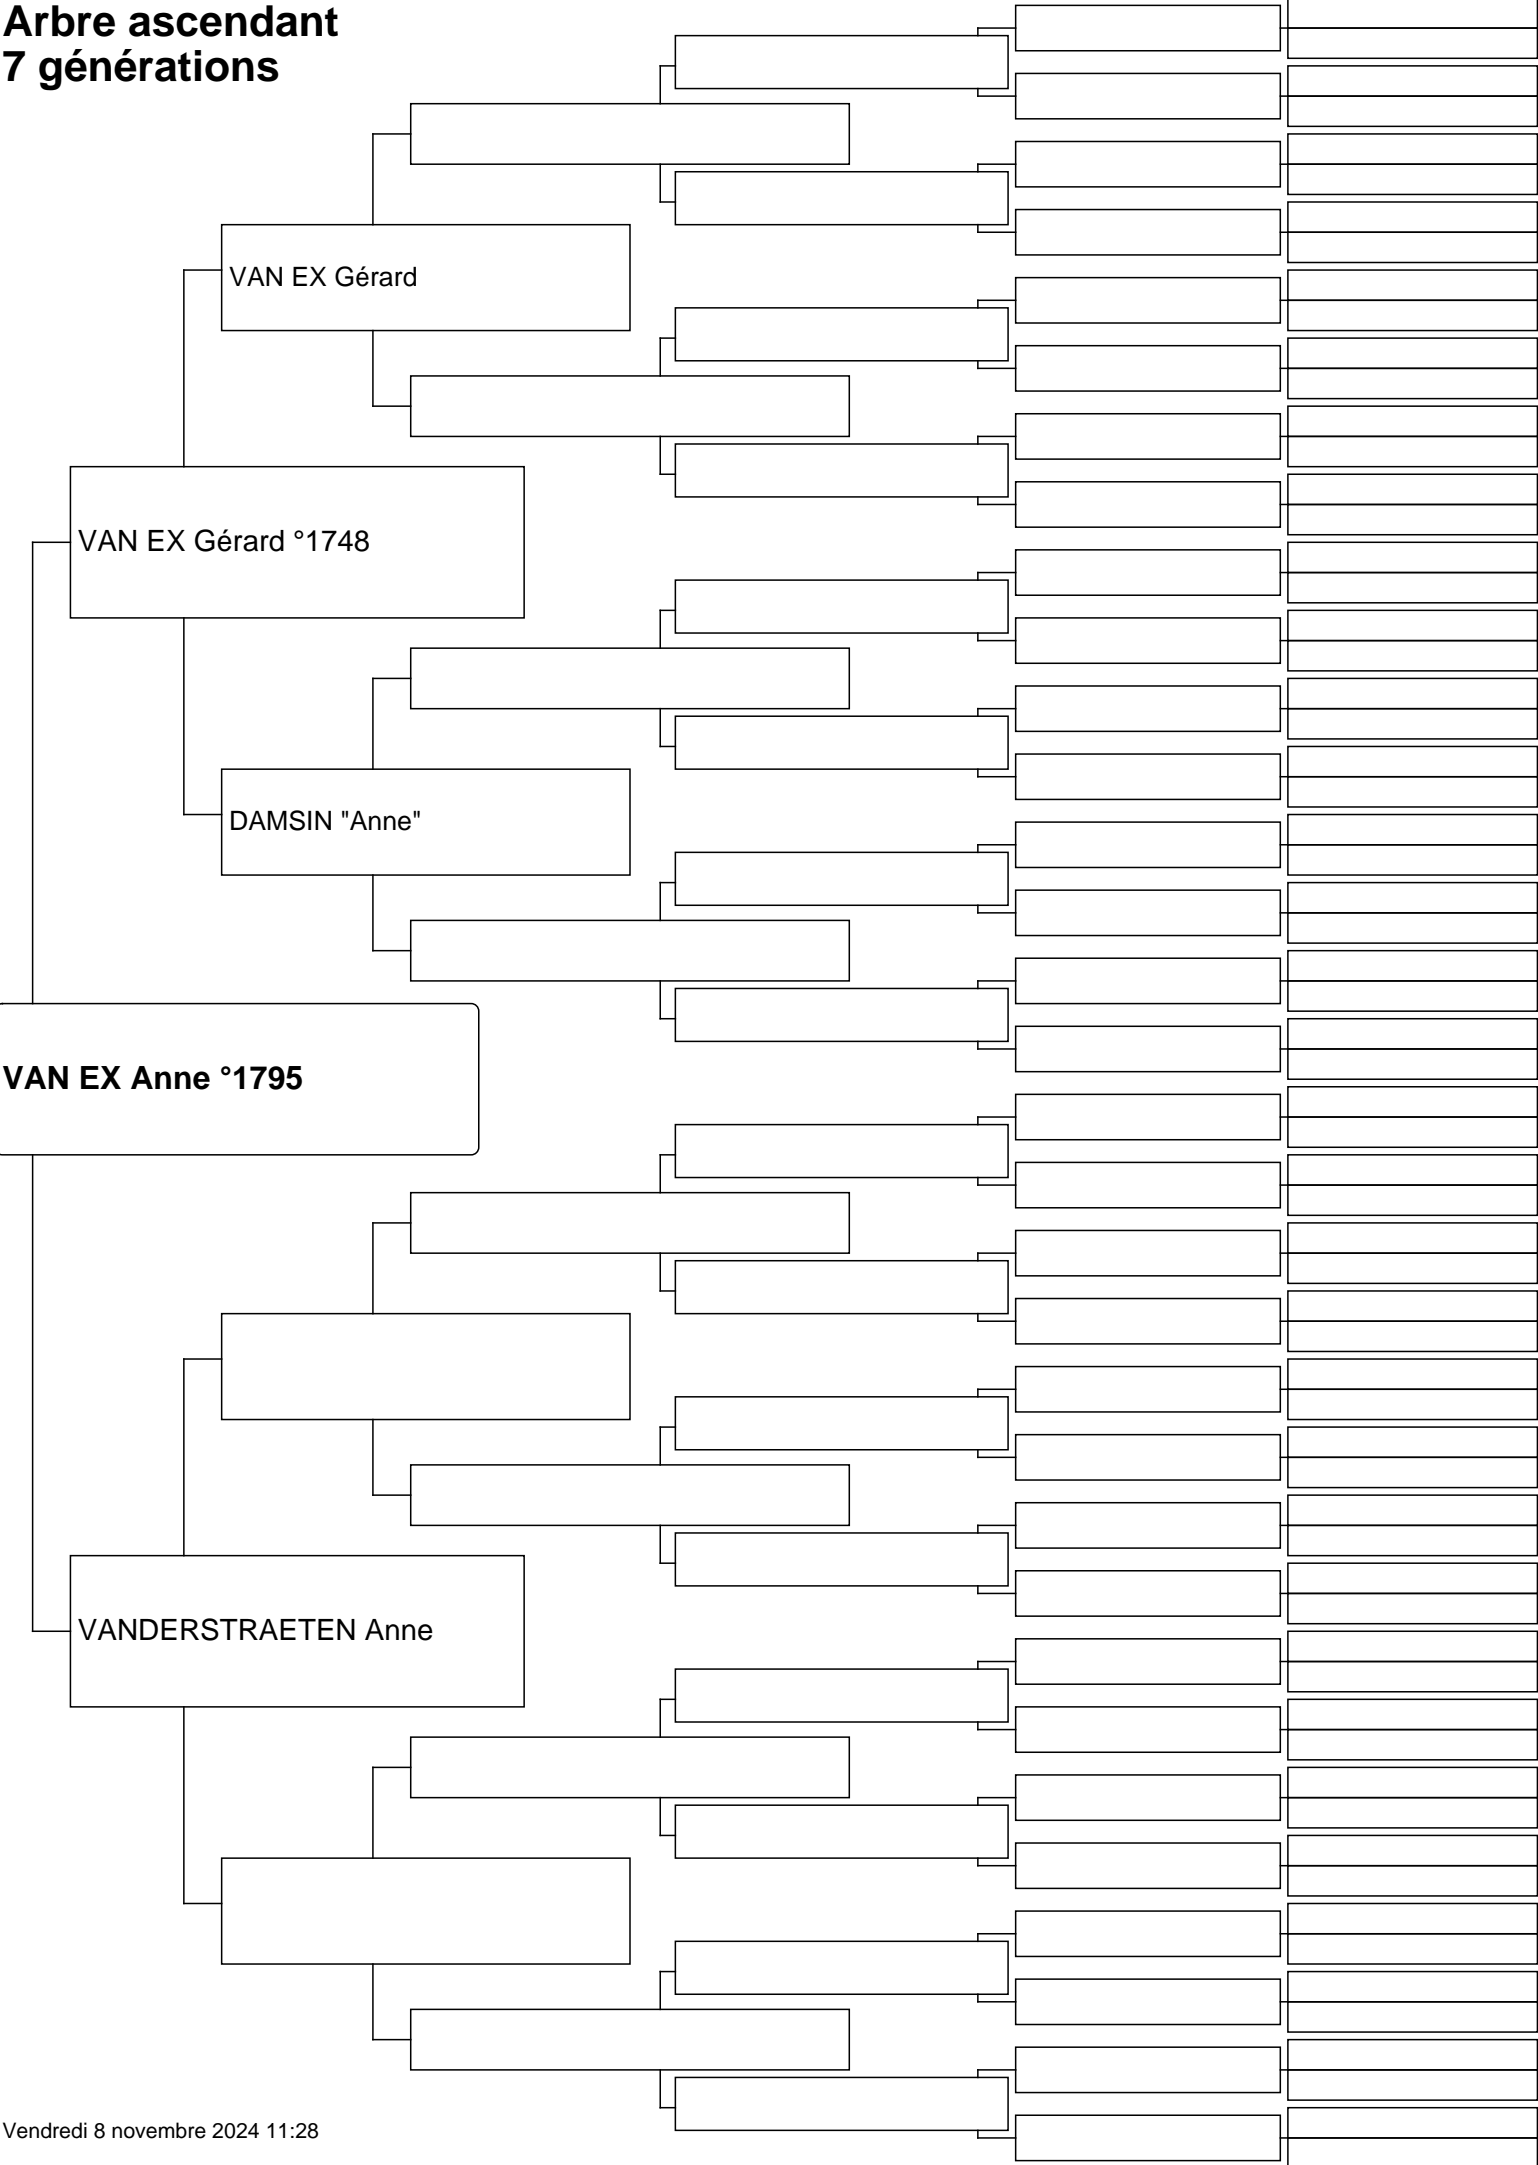 Arbre ascendant
7 générations
VAN EX Gérard
VAN EX Gérard °1748
DAMSIN "Anne"
VAN EX Anne °1795
VANDERSTRAETEN Anne
Vendredi 8 novembre 2024 11:28